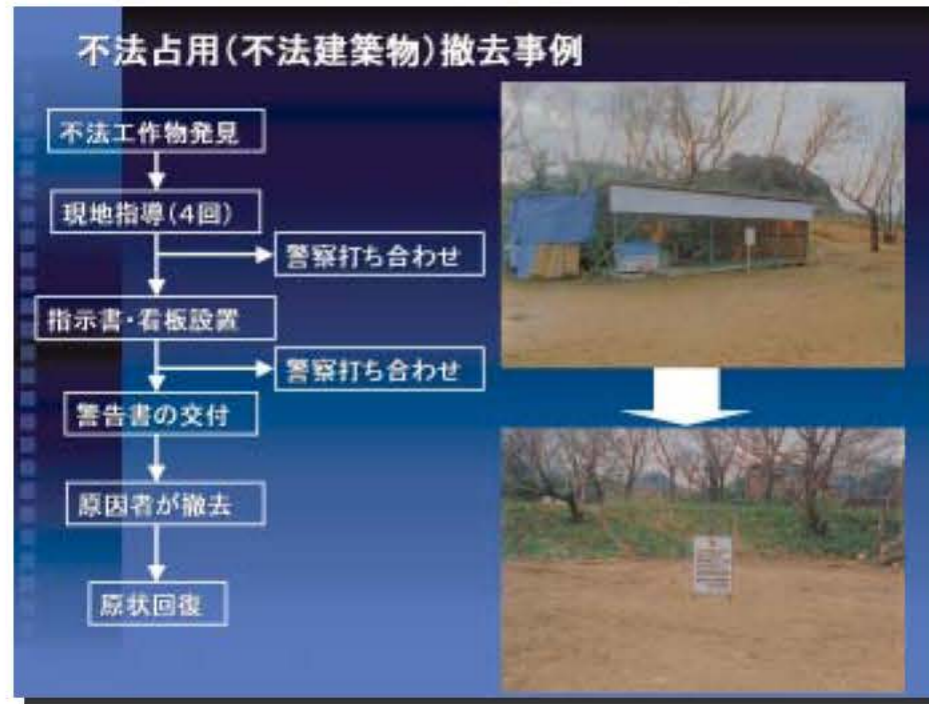 不法占用(不法建築物)撤去事例
不法工作物発見
現地指導(4回)
警察打ち合わせ
指示書・看板設置
警察打ち合わせ
警告書の交付
原因者が撤去
原状回復